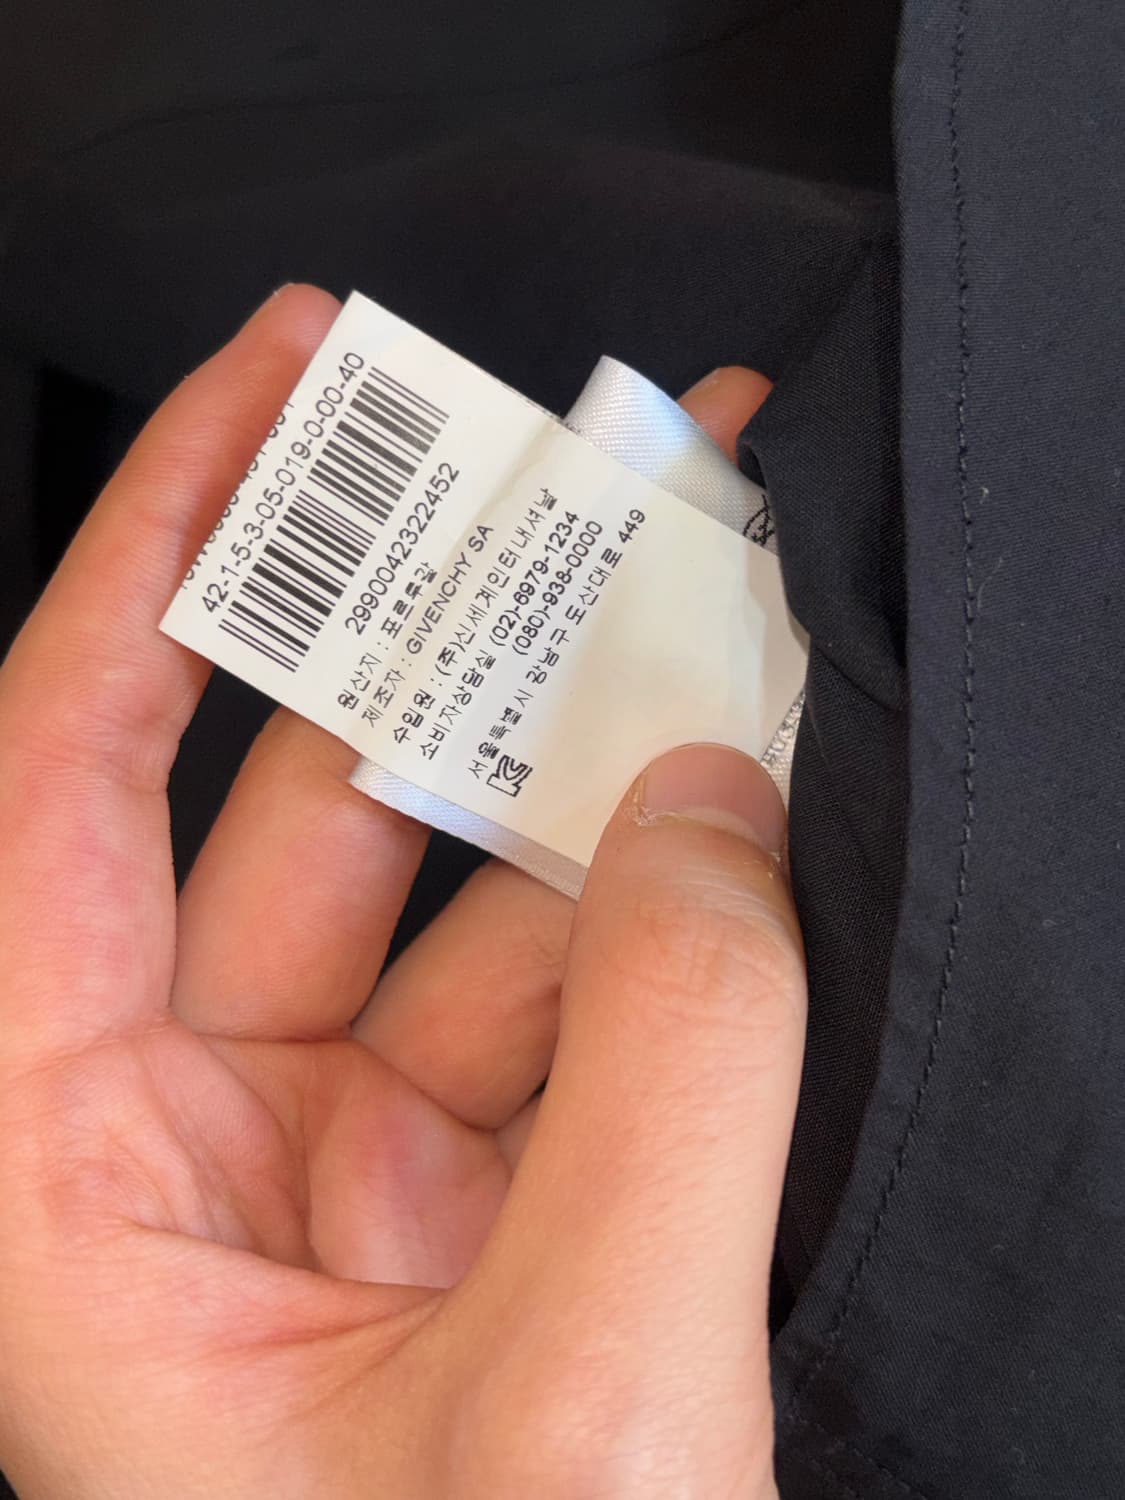 42-1-5-3-05-019-0-00-40
2990042322452
원산지 : 포르투갈
제조자 : GIVENCHY SA
수입원 : (주)신세계인터내셔날
소비자상담실 (02)-6979-1234
(080)-938-0000
서울특별시 강남구 도산대로 449